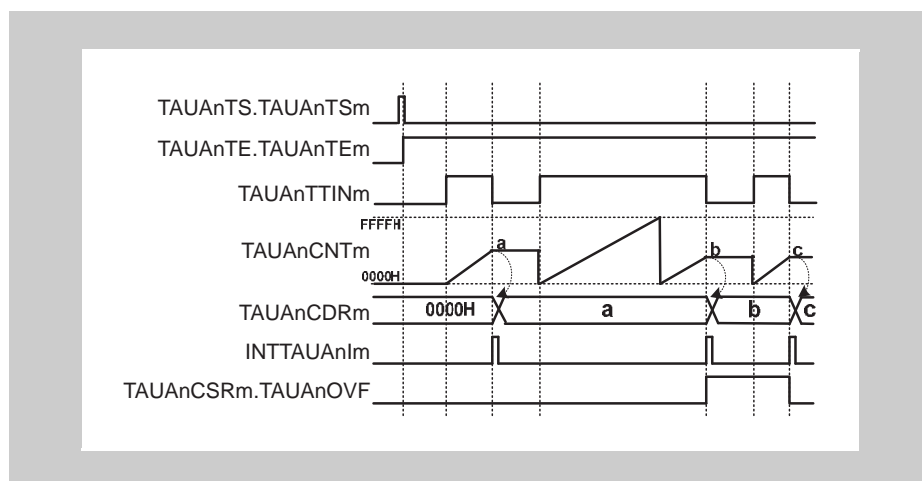 TAUAnTS.TAUAnTSm
TAUAnTE.TAUAnTEm
TAUAnTTINm
FFFFH
TAUAnCNTm
a
b
c
0000H
TAUAnCDRm
0000H
a
b
c
INTTAUAnIm
TAUAnCSRm.TAUAnOVF